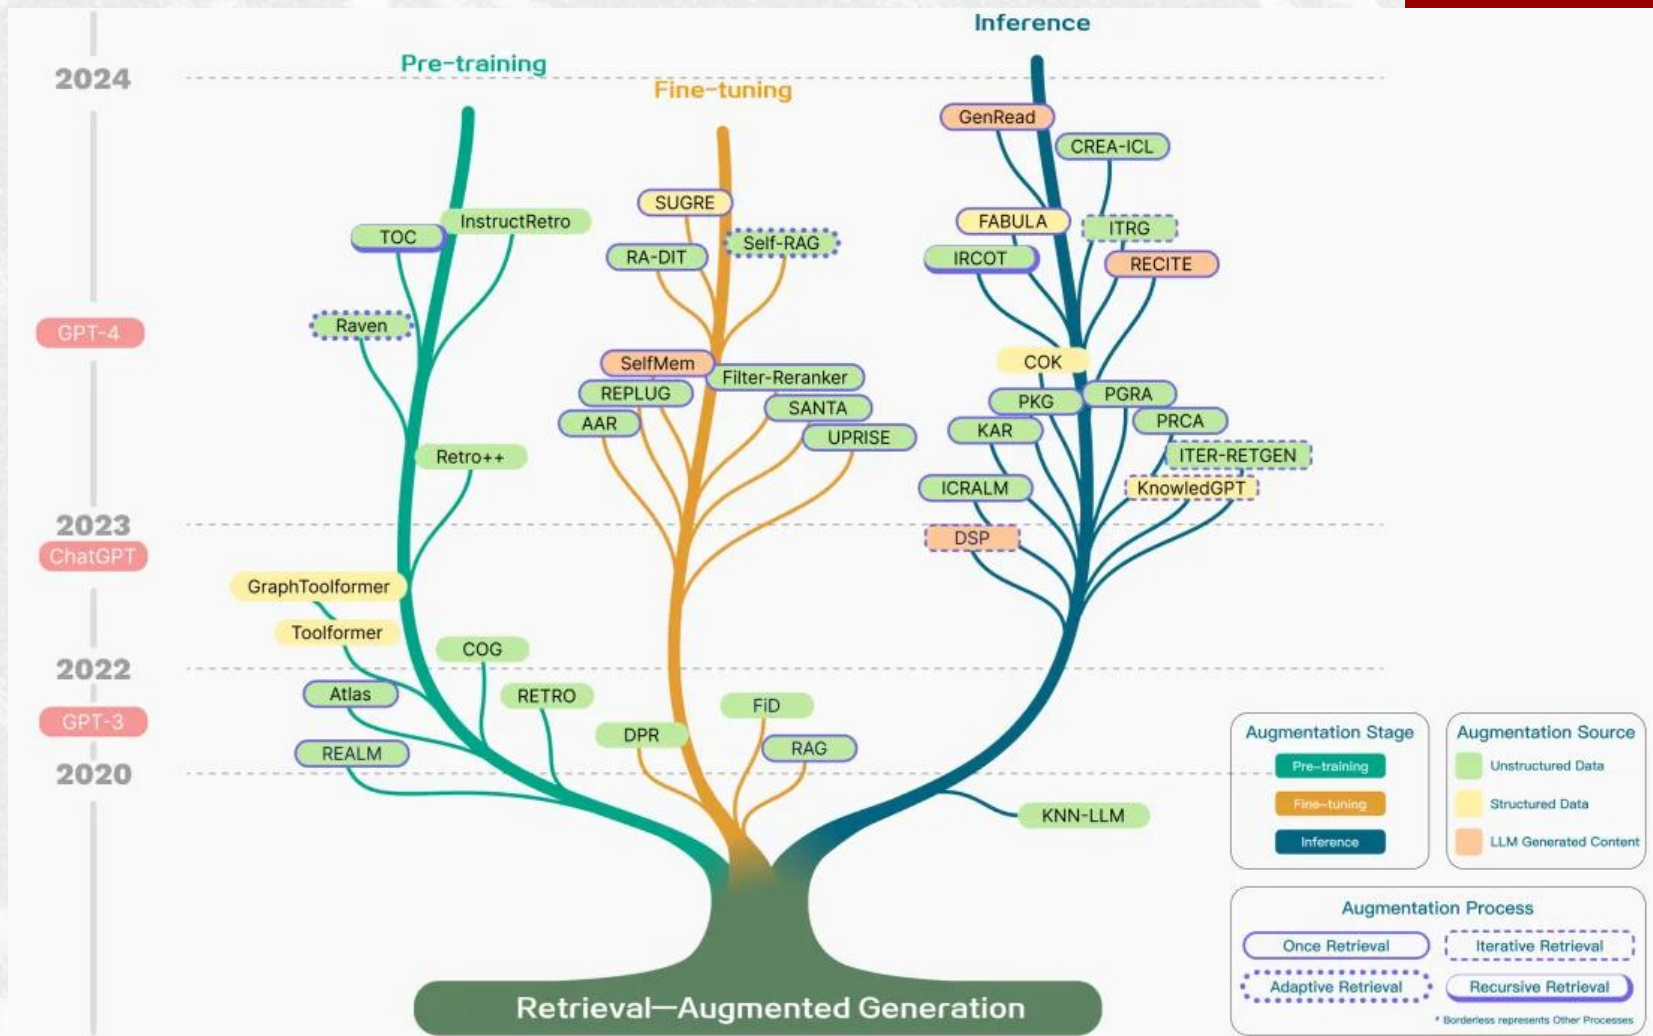 Inference
Pre-training
2024
Fine-tuning
GenRead
CREA-ICL
SUGRE
InstructRetro
FABULA
ITRG
TOC
Self-RAG
RA-DIT
IRCOT
RECITE
Raven
GPT-4
SelfMem
COK
Filter-Reranker
REPLUG
PKG
PGRA
SANTA
AAR
PRCA
KAR
UPRISE
Retro++
ITER-RETGEN
ICRALM
KnowledGPT
2023
DSP
ChatGPT
GraphToolformer
Toolformer
COG
2022
Atlas
RETRO
FiD
GPT-3
DPR
RAG
REALM
2020
KNN-LLM
Augmentation Stage
Pre-training
Fine-tuning
Inference
Augmentation Source
Unstructured Data
Structured Data
LLM Generated Content
Augmentation Process
Once Retrieval
Iterative Retrieval
Adaptive Retrieval
Recursive Retrieval
* Borderless represents Other Processes
Retrieval—Augmented Generation